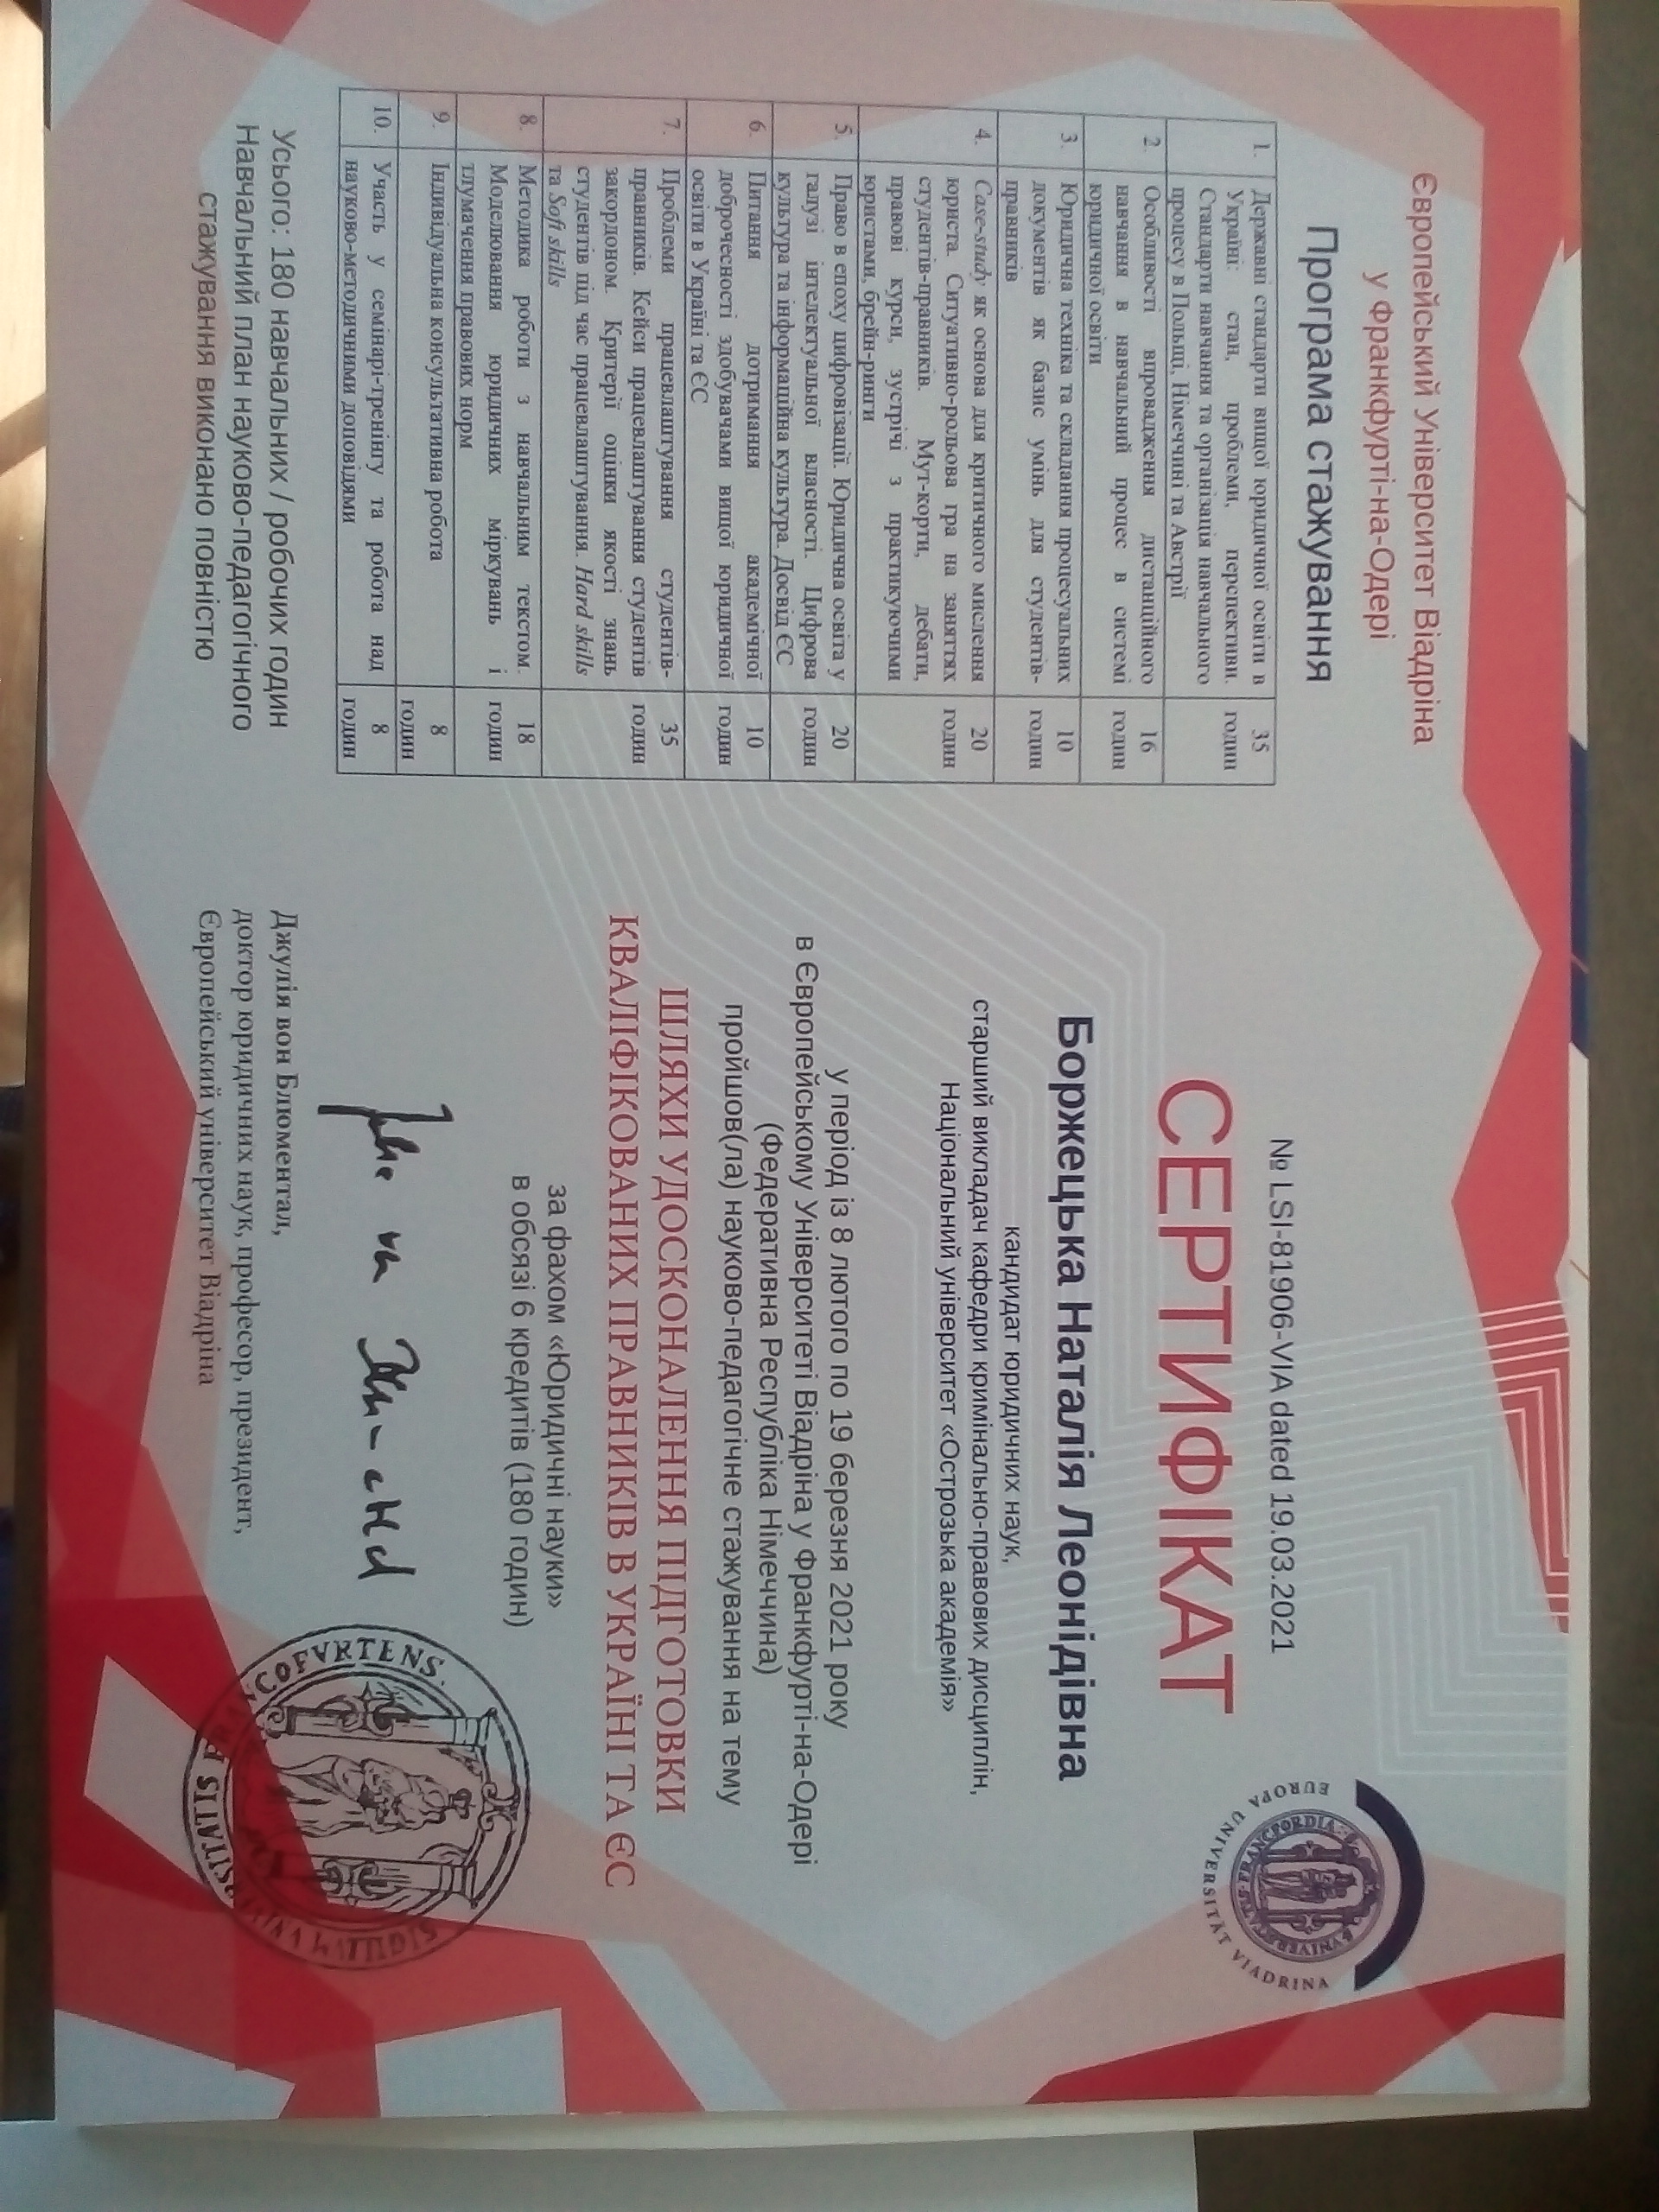 Європейський Університет Віадріна
у Франкфурті-на-Одері
Програма стажування
1. Державні стандарти вищої юридичної освіти в 35
Україні: стан, проблеми, перспективи. годин
Стандарти навчання та організація навчального
процесу в Польщі, Німеччині та Австрії
2. Особливості впровадження дистанційного 16
навчання в навчальний процес в системі годин
юридичної освіти
3. Юридична техніка та складання процесуальних 10
документів як базис умінь для студентів- годин
правників
4. Case-study як основа для критичного мислення 20
юриста. Ситуативно-рольова гра на заняттях годин
студентів-правників. Мут-корти, дебати,
правові курси, зустрічі з практикуючими
юристами, брейн-ринги
5. Право в епоху цифровізації. Юридична освіта у 20
галузі інтелектуальної власності. Цифрова годин
культура та інформаційна культура. Досвід ЄС
6. Питання дотримання академічної 10
доброчесності здобувачами вищої юридичної годин
освіти в Україні та ЄС
7. Проблеми працевлаштування студентів- 35
правників. Кейси працевлаштування студентів годин
закордоном. Критерії оцінки якості знань
студентів під час працевлаштування. Hard skills
та Soft skills
8. Методика роботи з навчальним текстом. 18
Моделювання юридичних міркувань і годин
тлумачення правових норм
9. Індивідуальна консультативна робота 8
годин
10. Участь у семінарі-тренінгу та робота над 8
науково-методичними доповідями годин
Усього: 180 навчальних / робочих годин
Навчальний план науково-педагогічного
стажування виконано повністю
№ LSI-81906-VIA dated 19.03.2021
СЕРТИФІКАТ
Боржецька Наталія Леонідівна
кандидат юридичних наук,
старший викладач кафедри кримінально-правових дисциплін,
Національний університет «Острозька академія»
у період із 8 лютого по 19 березня 2021 року
в Європейському Університеті Віадріна у Франкфурті-на-Одері
(Федеративна Республіка Німеччина)
пройшов(ла) науково-педагогічне стажування на тему
ШЛЯХИ УДОСКОНАЛЕННЯ ПІДГОТОВКИ
КВАЛІФІКОВАНИХ ПРАВНИКІВ В УКРАЇНІ ТА ЄС
за фахом «Юридичні науки»
в обсязі 6 кредитів (180 годин)
Джулія вон Блюментал,
доктор юридичних наук, професор, президент,
Європейський університет Віадріна
EUROPA UNIVERSITÄT VIADRINA